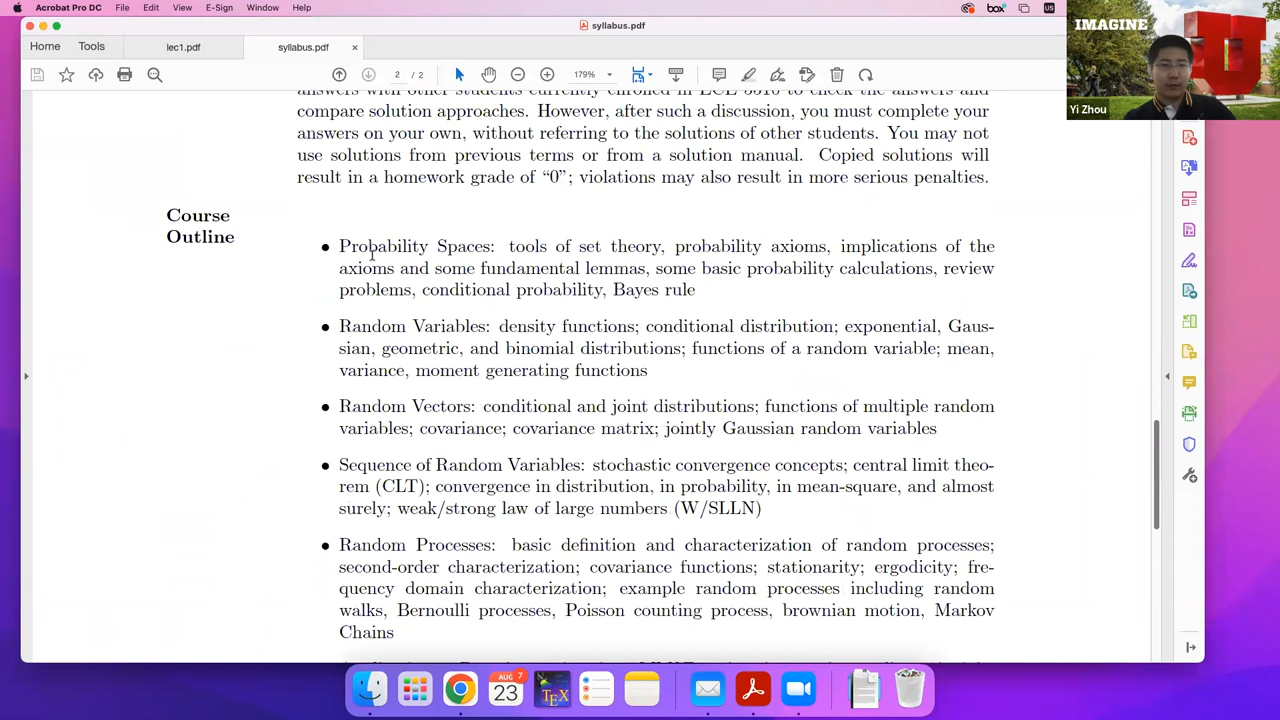 Acrobat Pro DC File Edit View E-Sign Window Help
box
US
syllabus.pdf
Home Tools lec1.pdf syllabus.pdf ×
2 / 2 179%
IMAGINE
U
Yi Zhou
compare solution approaches. However, after such a discussion, you must complete your
answers on your own, without referring to the solutions of other students. You may not
use solutions from previous terms or from a solution manual. Copied solutions will
result in a homework grade of “0”; violations may also result in more serious penalties.
Course
Outline
• Probability Spaces: tools of set theory, probability axioms, implications of the
axioms and some fundamental lemmas, some basic probability calculations, review
problems, conditional probability, Bayes rule
• Random Variables: density functions; conditional distribution; exponential, Gaus-
sian, geometric, and binomial distributions; functions of a random variable; mean,
variance, moment generating functions
• Random Vectors: conditional and joint distributions; functions of multiple random
variables; covariance; covariance matrix; jointly Gaussian random variables
• Sequence of Random Variables: stochastic convergence concepts; central limit theo-
rem (CLT); convergence in distribution, in probability, in mean-square, and almost
surely; weak/strong law of large numbers (W/SLLN)
• Random Processes: basic definition and characterization of random processes;
second-order characterization; covariance functions; stationarity; ergodicity; fre-
quency domain characterization; example random processes including random
walks, Bernoulli processes, Poisson counting process, brownian motion, Markov
Chains
AUG 7
23
TEX